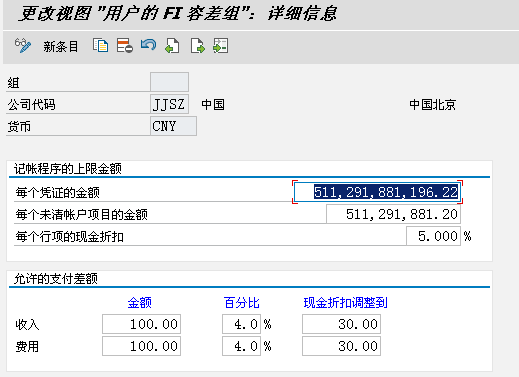 更改视图 "用户的 FI 容差组": 详细信息
新条目
组
公司代码 JJSZ 中国 中国北京
货币 CNY
记帐程序的上限金额
每个凭证的金额 511,291,881,196.22
每个未清帐户项目的金额 511,291,881.20
每个行项的现金折扣 5.000 %
允许的支付差额
金额 百分比 现金折扣调整到
收入 100.00 4.0 % 30.00
费用 100.00 4.0 % 30.00